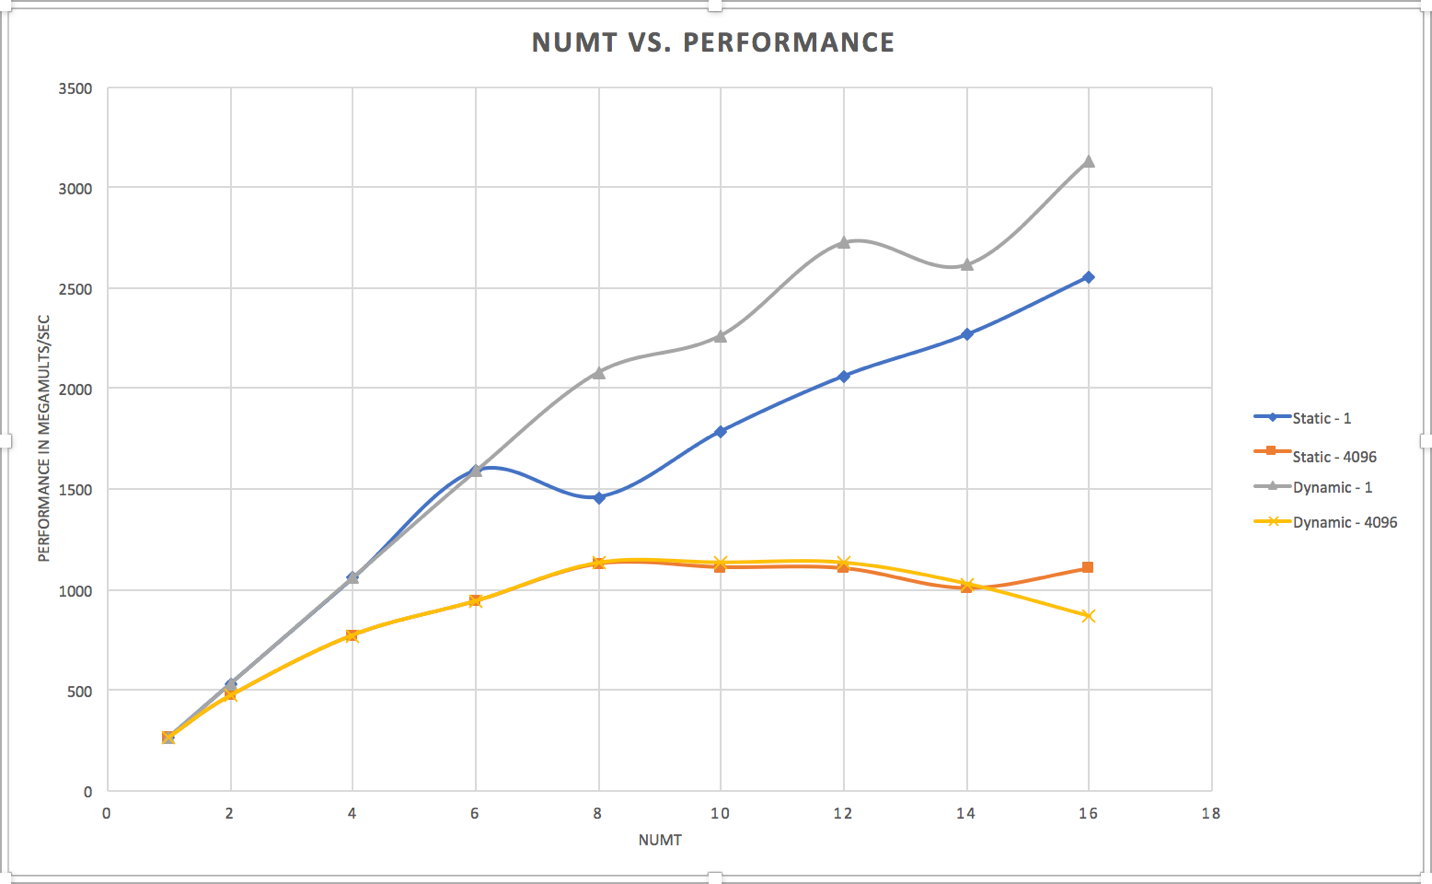 NUMT VS. PERFORMANCE
3500
3000
2500
2000
1500
1000
500
0
PERFORMANCE IN MEGAMULTS/SEC
0 2 4 6 8 10 12 14 16 18
NUMT
Static - 1
Static - 4096
Dynamic - 1
Dynamic - 4096